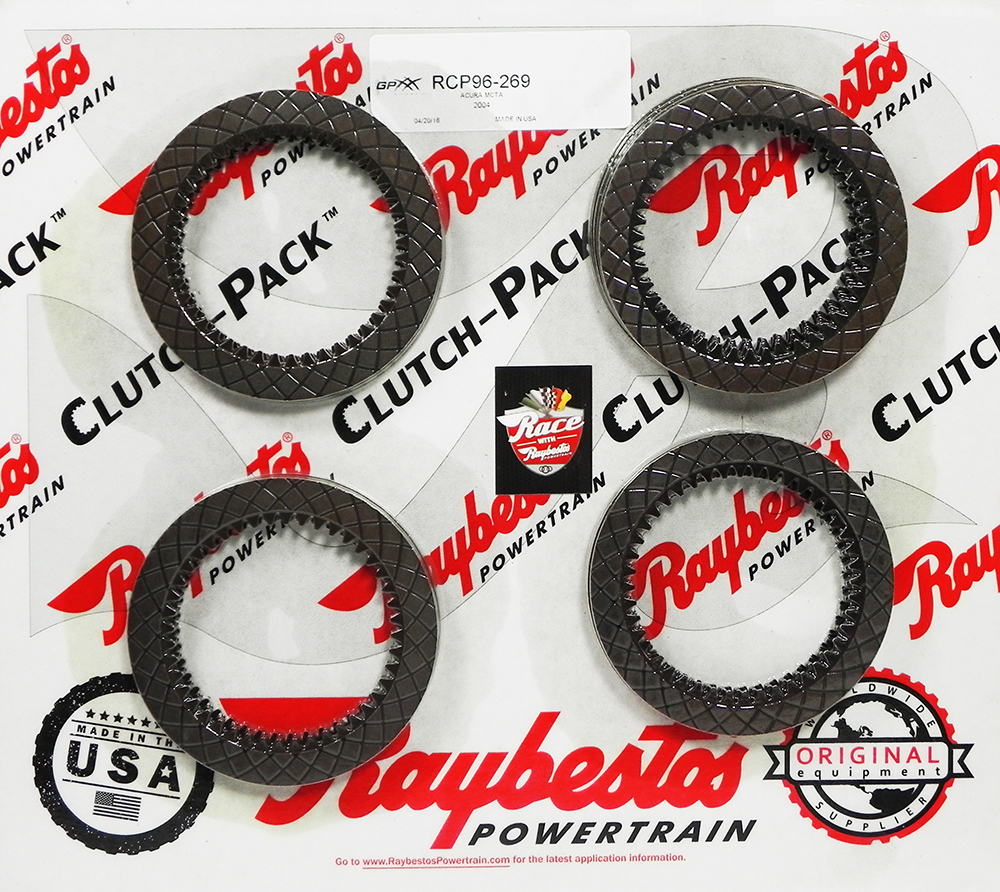 GPX RCP96-269
ACURA MCTA
2004
04/20/16 MADE IN USA
Raybestos®
POWERTRAIN
CLUTCH-PACK™
Race
WITH
Raybestos
POWERTRAIN
MADE IN THE
USA
Raybestos
POWERTRAIN
WORLDWIDE
ORIGINAL
equipment
SUPPLIER
Go to www.RaybestosPowertrain.com for the latest application information.